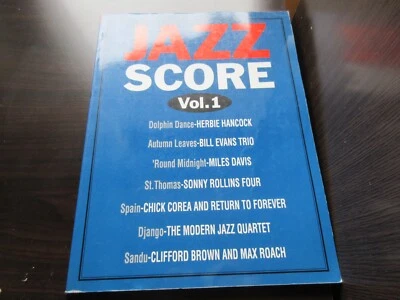 JAZZ
SCORE
Vol.1
Dolphin Dance-HERBIE HANCOCK
Autumn Leaves-BILL EVANS TRIO
'Round Midnight-MILES DAVIS
St.Thomas-SONNY ROLLINS FOUR
Spain-CHICK COREA AND RETURN TO FOREVER
Django-THE MODERN JAZZ QUARTET
Sandu-CLIFFORD BROWN AND MAX ROACH